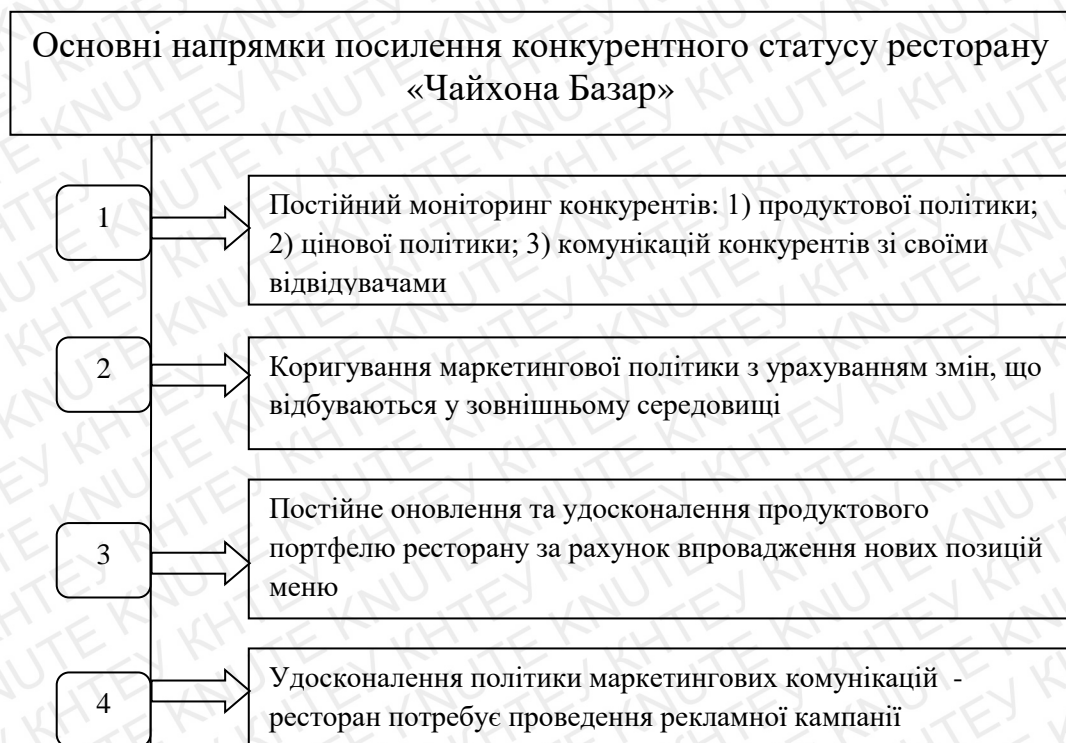 Основні напрямки посилення конкурентного статусу ресторану
«Чайхона Базар»
1
Постійний моніторинг конкурентів: 1) продуктової політики;
2) цінової політики; 3) комунікацій конкурентів зі своїми
відвідувачами
2
Коригування маркетингової політики з урахуванням змін, що
відбуваються у зовнішньому середовищі
3
Постійне оновлення та удосконалення продуктового
портфелю ресторану за рахунок впровадження нових позицій
меню
4
Удосконалення політики маркетингових комунікацій -
ресторан потребує проведення рекламної кампанії